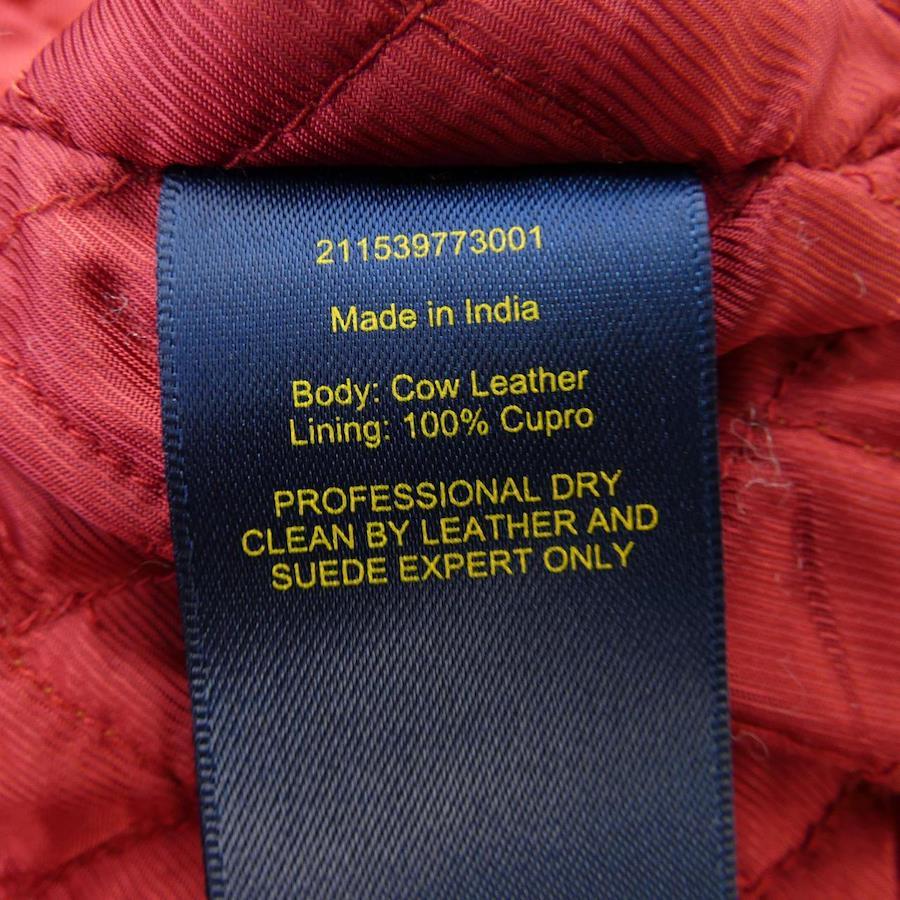 211539773001
Made in India
Body: Cow Leather
Lining: 100% Cupro
PROFESSIONAL DRY
CLEAN BY LEATHER AND
SUEDE EXPERT ONLY